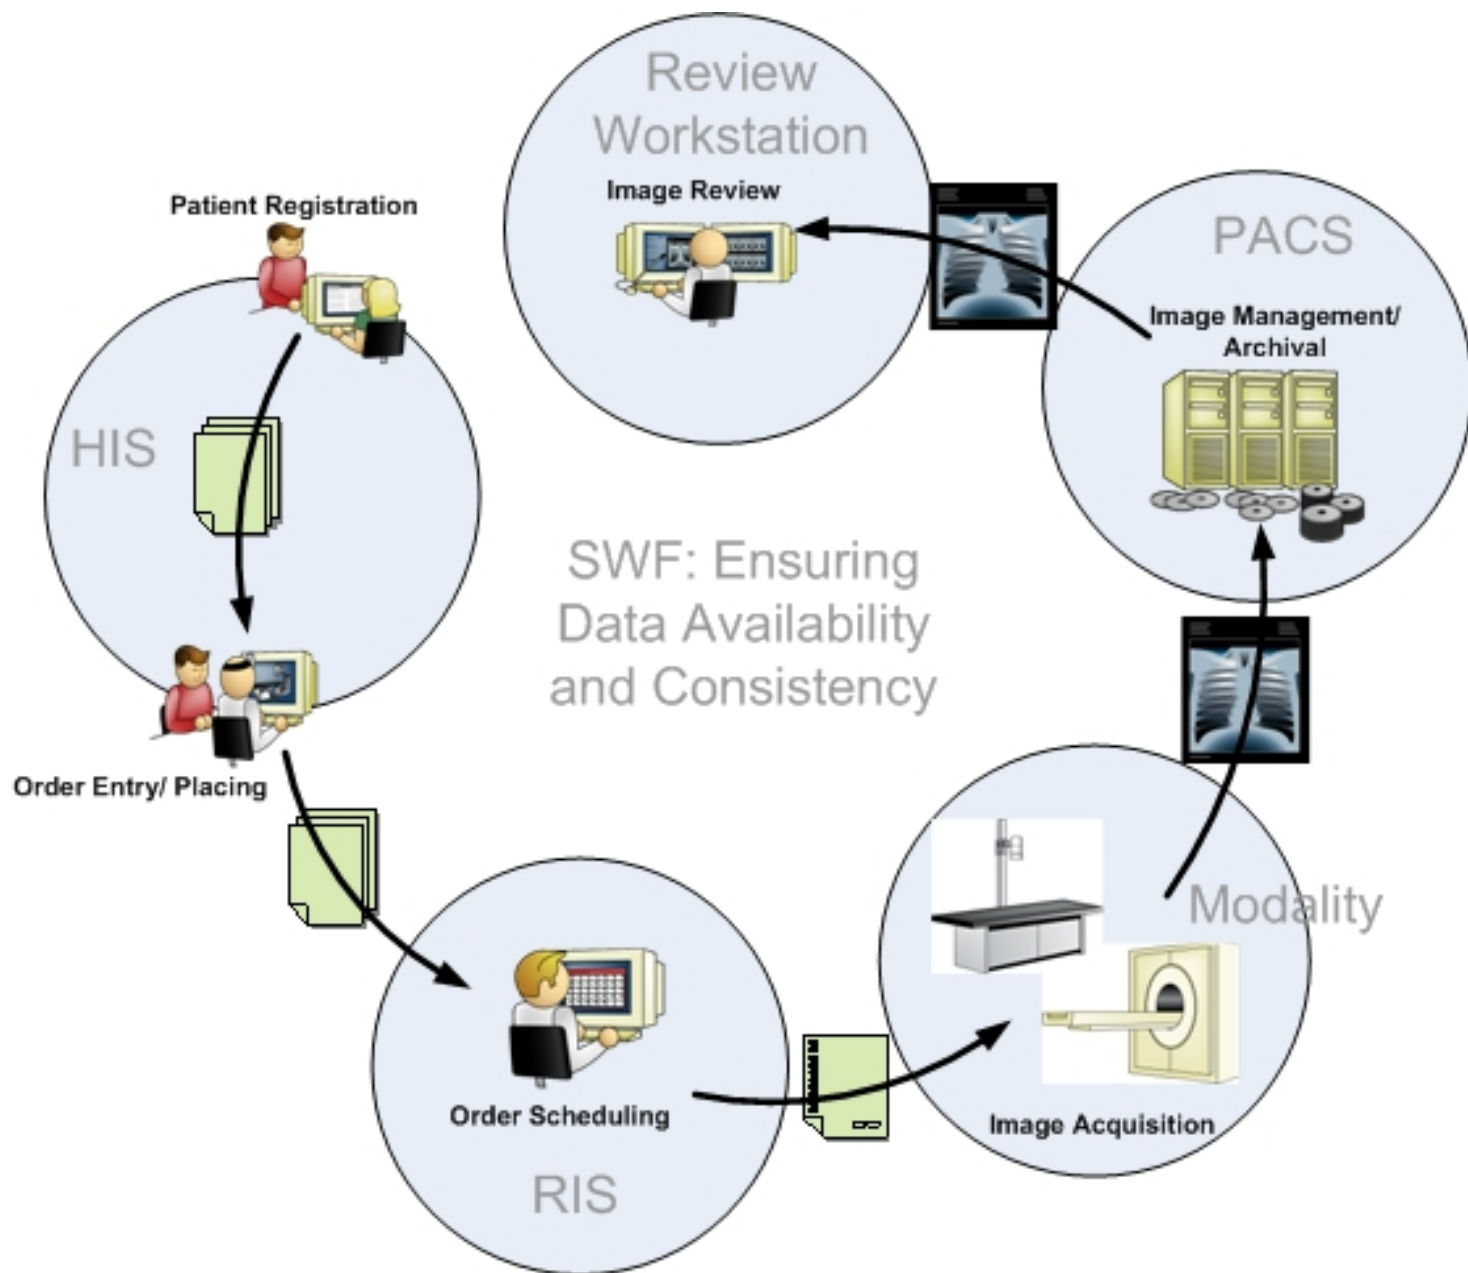 Review
Workstation
Image Review
Patient Registration
PACS
Image Management/
Archival
HIS
SWF: Ensuring
Data Availability
and Consistency
Order Entry/ Placing
Modality
Order Scheduling
Image Acquisition
RIS